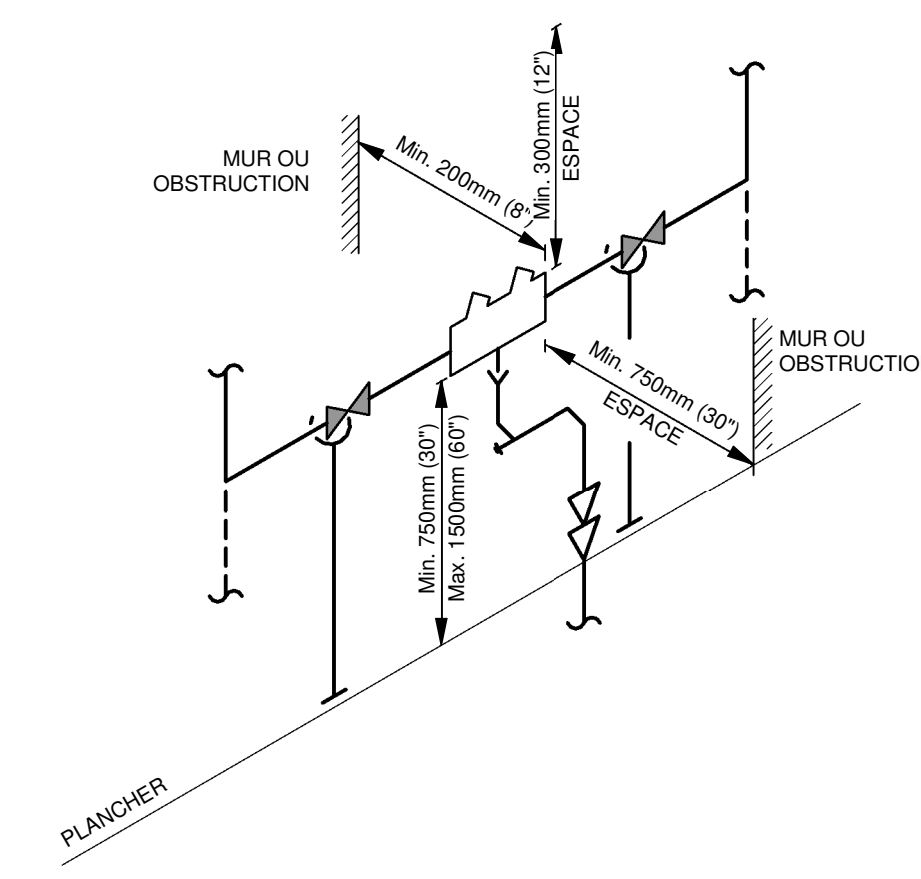 Min. 300mm (12")
ESPACE
MUR OU
OBSTRUCTION
Min. 200mm (8")
MUR OU
OBSTRUCTIO
Min. 750mm (30")
ESPACE
Min. 750mm (30")
Max. 1500mm (60")
PLANCHER